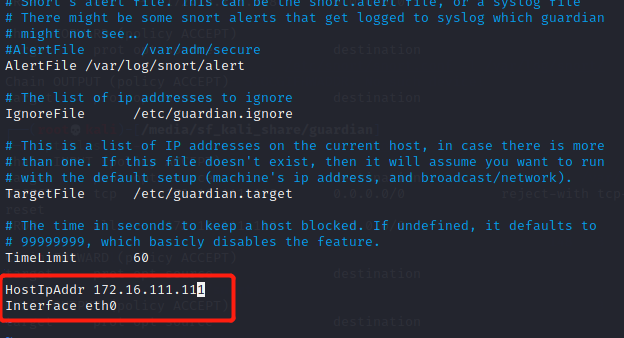 # Snort's alert file. This can be the snort.alert file, or a syslog file
# There might be some snort alerts that get logged to syslog which guardian
# might not see..
#AlertFile /var/adm/secure
AlertFile /var/log/snort/alert
# The list of ip addresses to ignore
IgnoreFile /etc/guardian.ignore
# This is a list of IP addresses on the current host, in case there is more
# than one. If this file doesn't exist, then it will assume you want to run
# with the default setup (machine's ip address, and broadcast/network).
TargetFile /etc/guardian.target
# The time in seconds to keep a host blocked. If undefined, it defaults to
# 99999999, which basicly disables the feature.
TimeLimit 60
HostIpAddr 172.16.111.111
Interface eth0